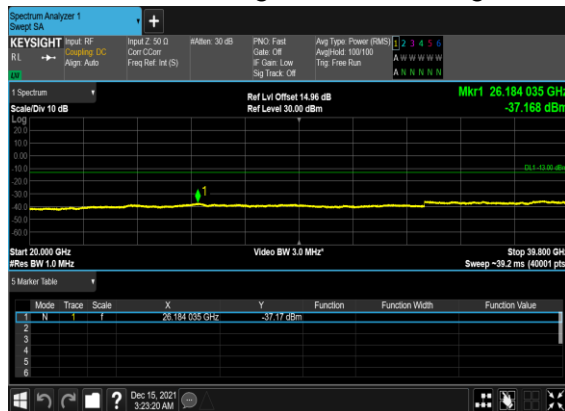 Spectrum Analyzer 1
Swept SA
KEYSIGHT Input: RF Input Z: 50 Ω #Atten: 30 dB PNO: Fast Avg Type: Power (RMS) 1 2 3 4 5 6
RL Coupling: DC Corr CCorr Gate: Off Avg|Hold: 100/100 A W W W W W
Align: Auto Freq Ref: Int (S) IF Gain: Low Trig: Free Run
Sig Track: Off A N N N N N
LW
1 Spectrum Ref Lvl Offset 14.96 dB Mkr1 26.184 035 GHz
Scale/Div 10 dB Ref Level 30.00 dBm -37.168 dBm
Log
20.0
10.0
0.00
-10.0 DL1 -13.00 dBm
-20.0
-30.0 1
-40.0
-50.0
-60.0
Start 20.000 GHz Video BW 3.0 MHz* Stop 39.800 GHz
#Res BW 1.0 MHz Sweep ~39.2 ms (40001 pts
5 Marker Table
Mode Trace Scale X Y Function Function Width Function Value
1 N 1 f 26.184 035 GHz -37.17 dBm
2
3
4
5
6
? Dec 15, 2021
3:23:20 AM